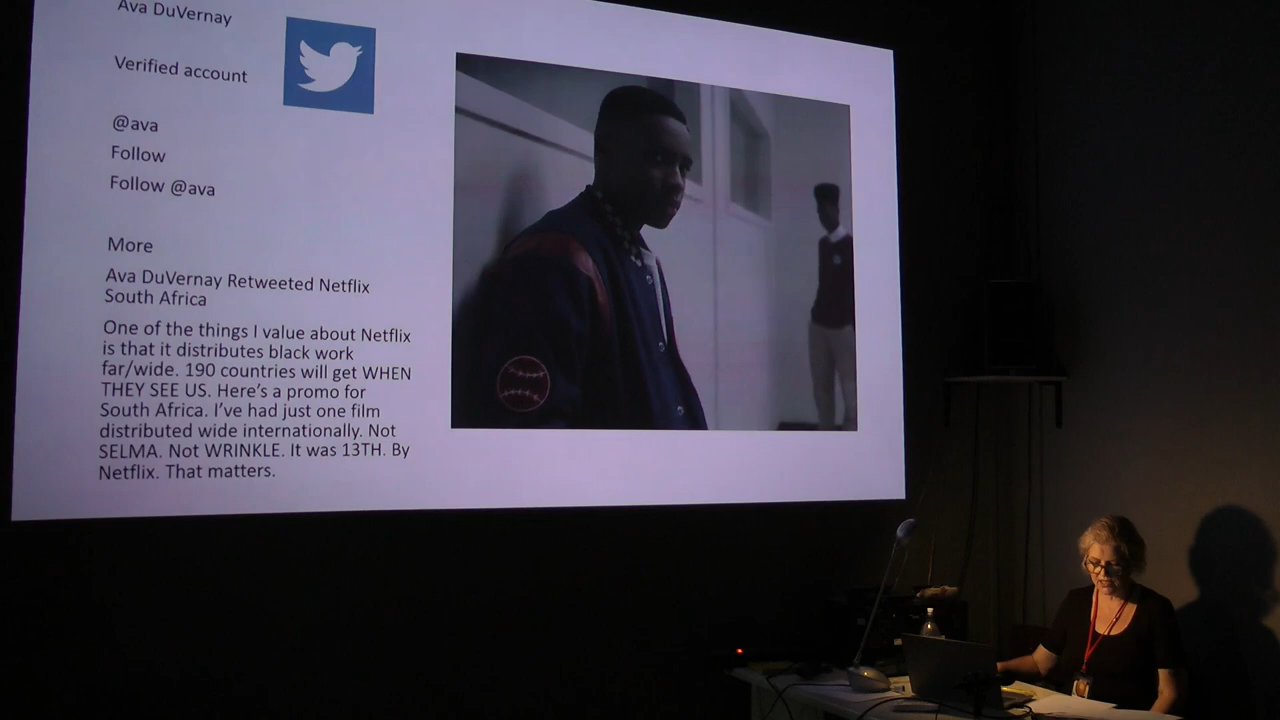 Ava DuVernay
Verified account
@ava
Follow
Follow @ava
More
Ava DuVernay Retweeted Netflix
South Africa
One of the things I value about Netflix
is that it distributes black work
far/wide. 190 countries will get WHEN
THEY SEE US. Here's a promo for
South Africa. I've had just one film
distributed wide internationally. Not
SELMA. Not WRINKLE. It was 13TH. By
Netflix. That matters.